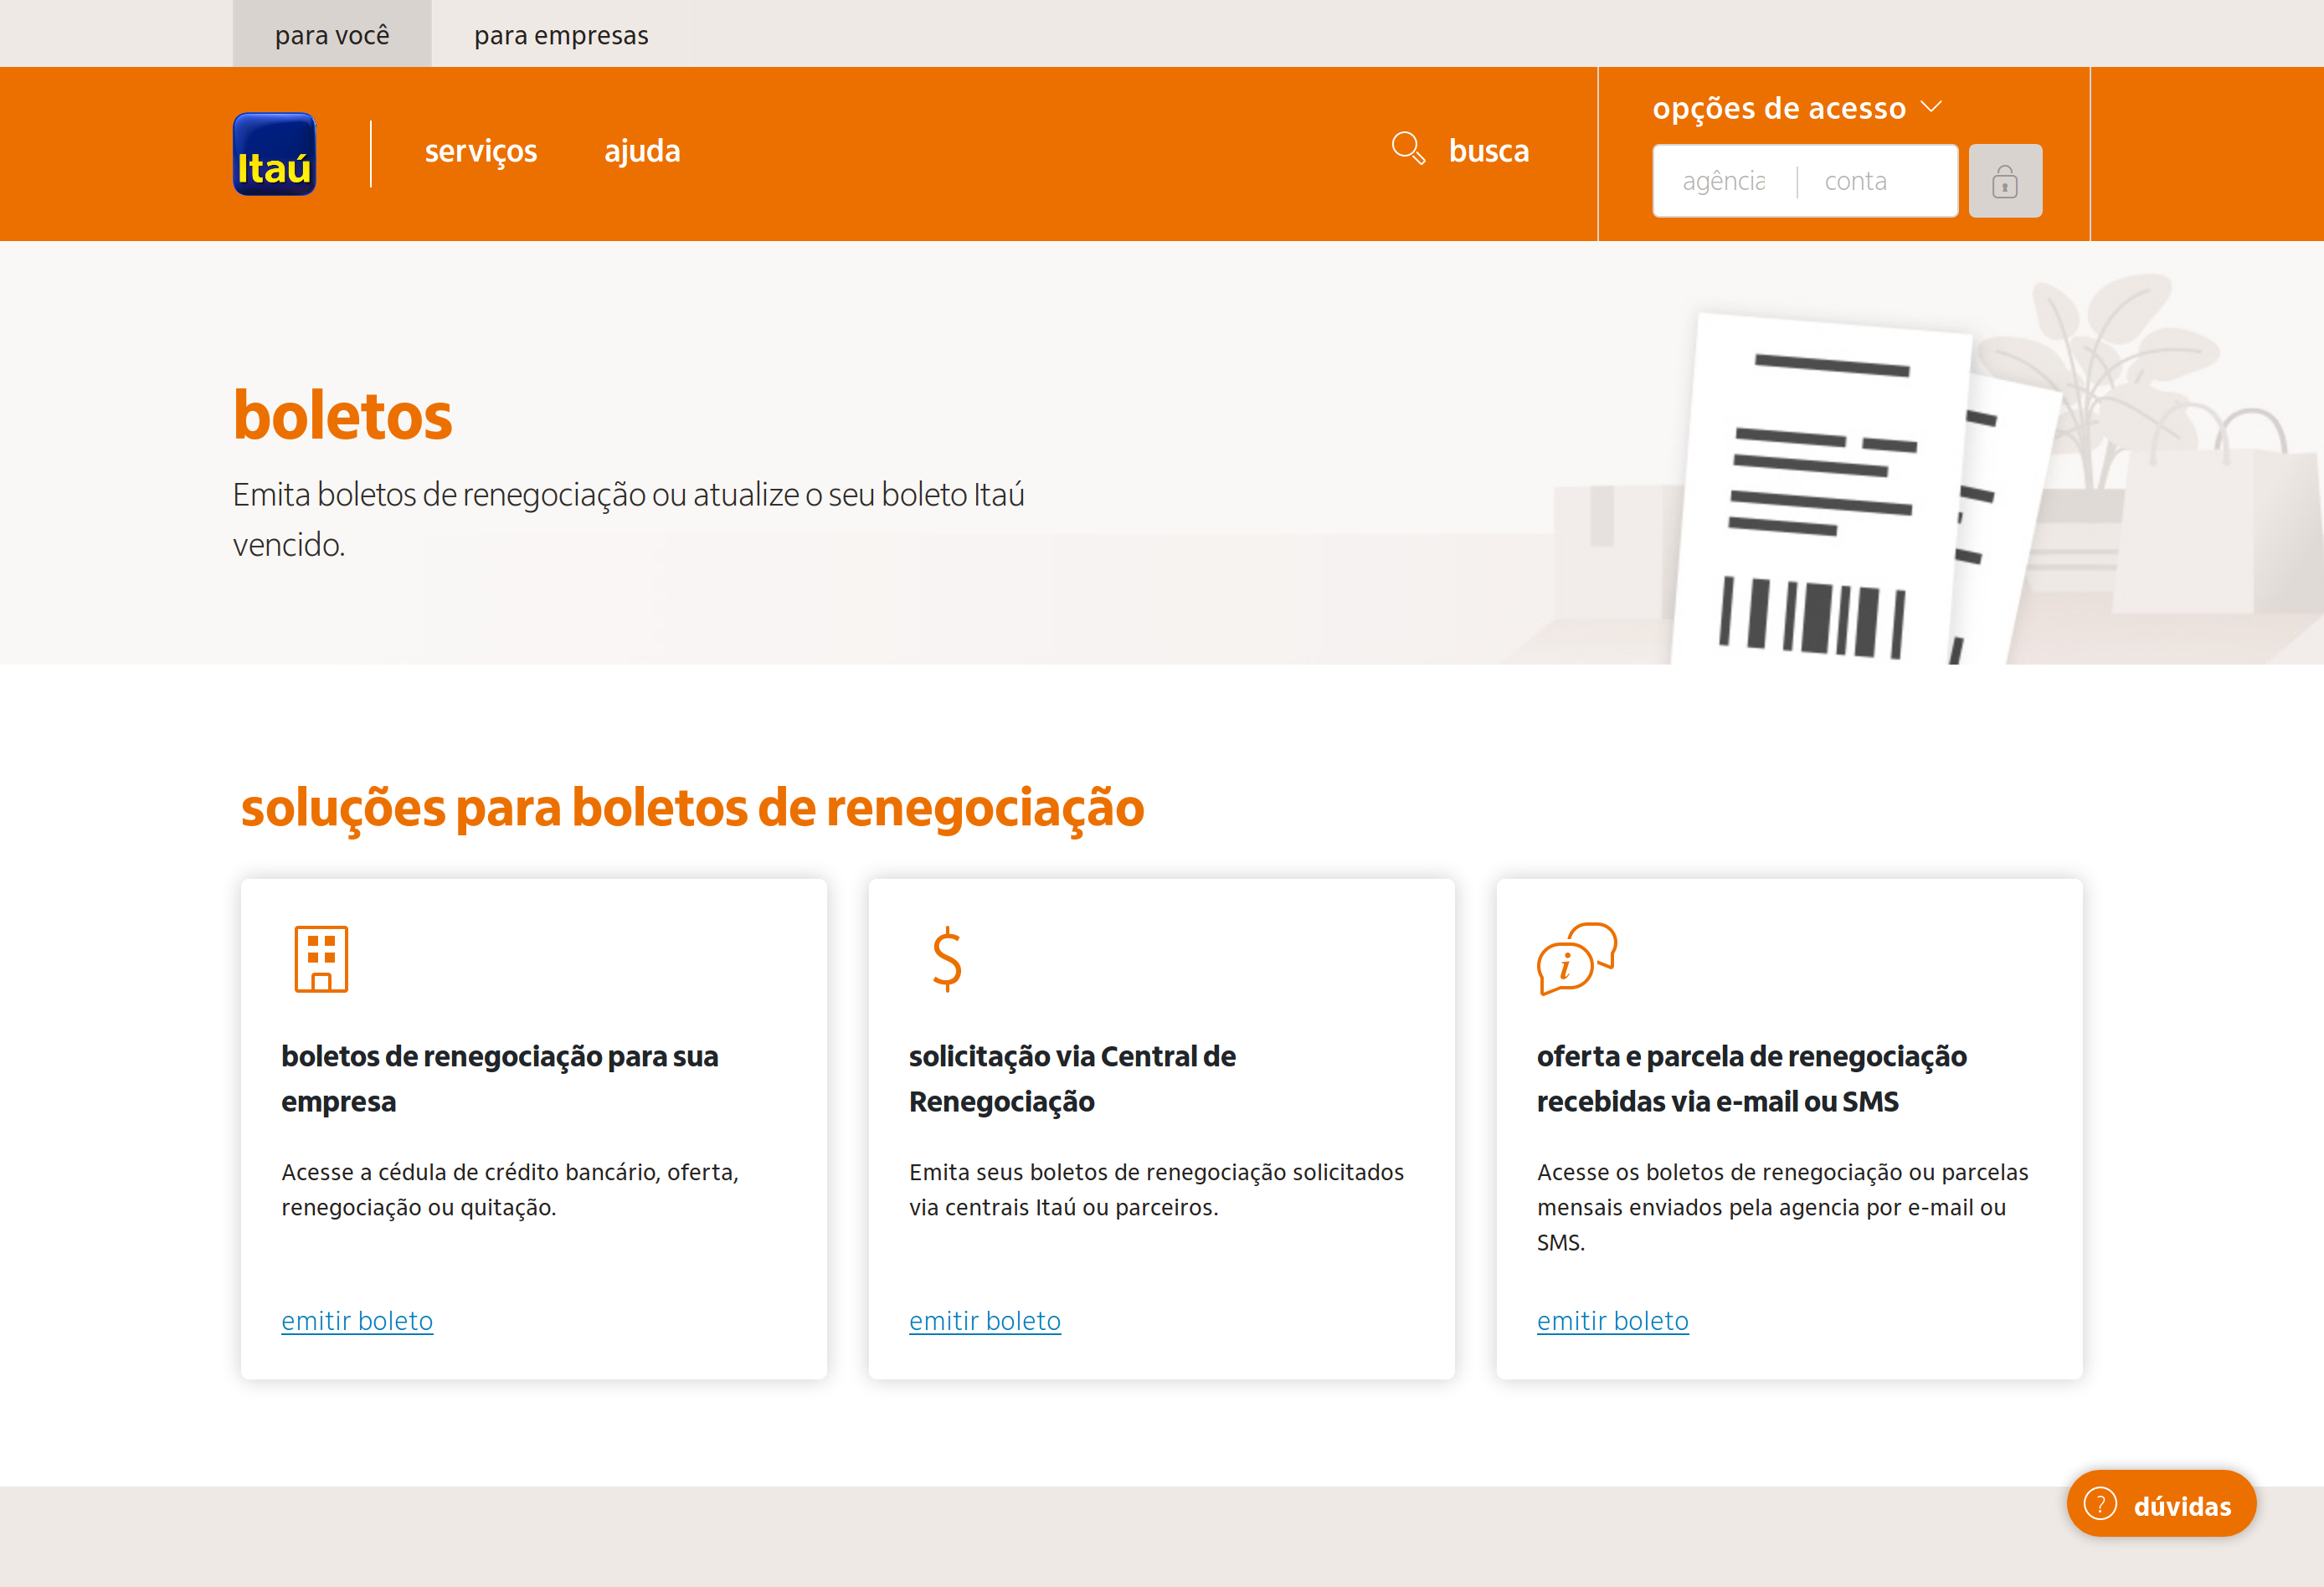 para você
para empresas
Itaú
serviços
ajuda
busca
opções de acesso
agência
conta
boletos
Emita boletos de renegociação ou atualize o seu boleto Itaú
vencido.
soluções para boletos de renegociação
boletos de renegociação para sua
empresa
Acesse a cédula de crédito bancário, oferta,
renegociação ou quitação.
emitir boleto
solicitação via Central de
Renegociação
Emita seus boletos de renegociação solicitados
via centrais Itaú ou parceiros.
emitir boleto
oferta e parcela de renegociação
recebidas via e-mail ou SMS
Acesse os boletos de renegociação ou parcelas
mensais enviados pela agencia por e-mail ou
SMS.
emitir boleto
dúvidas